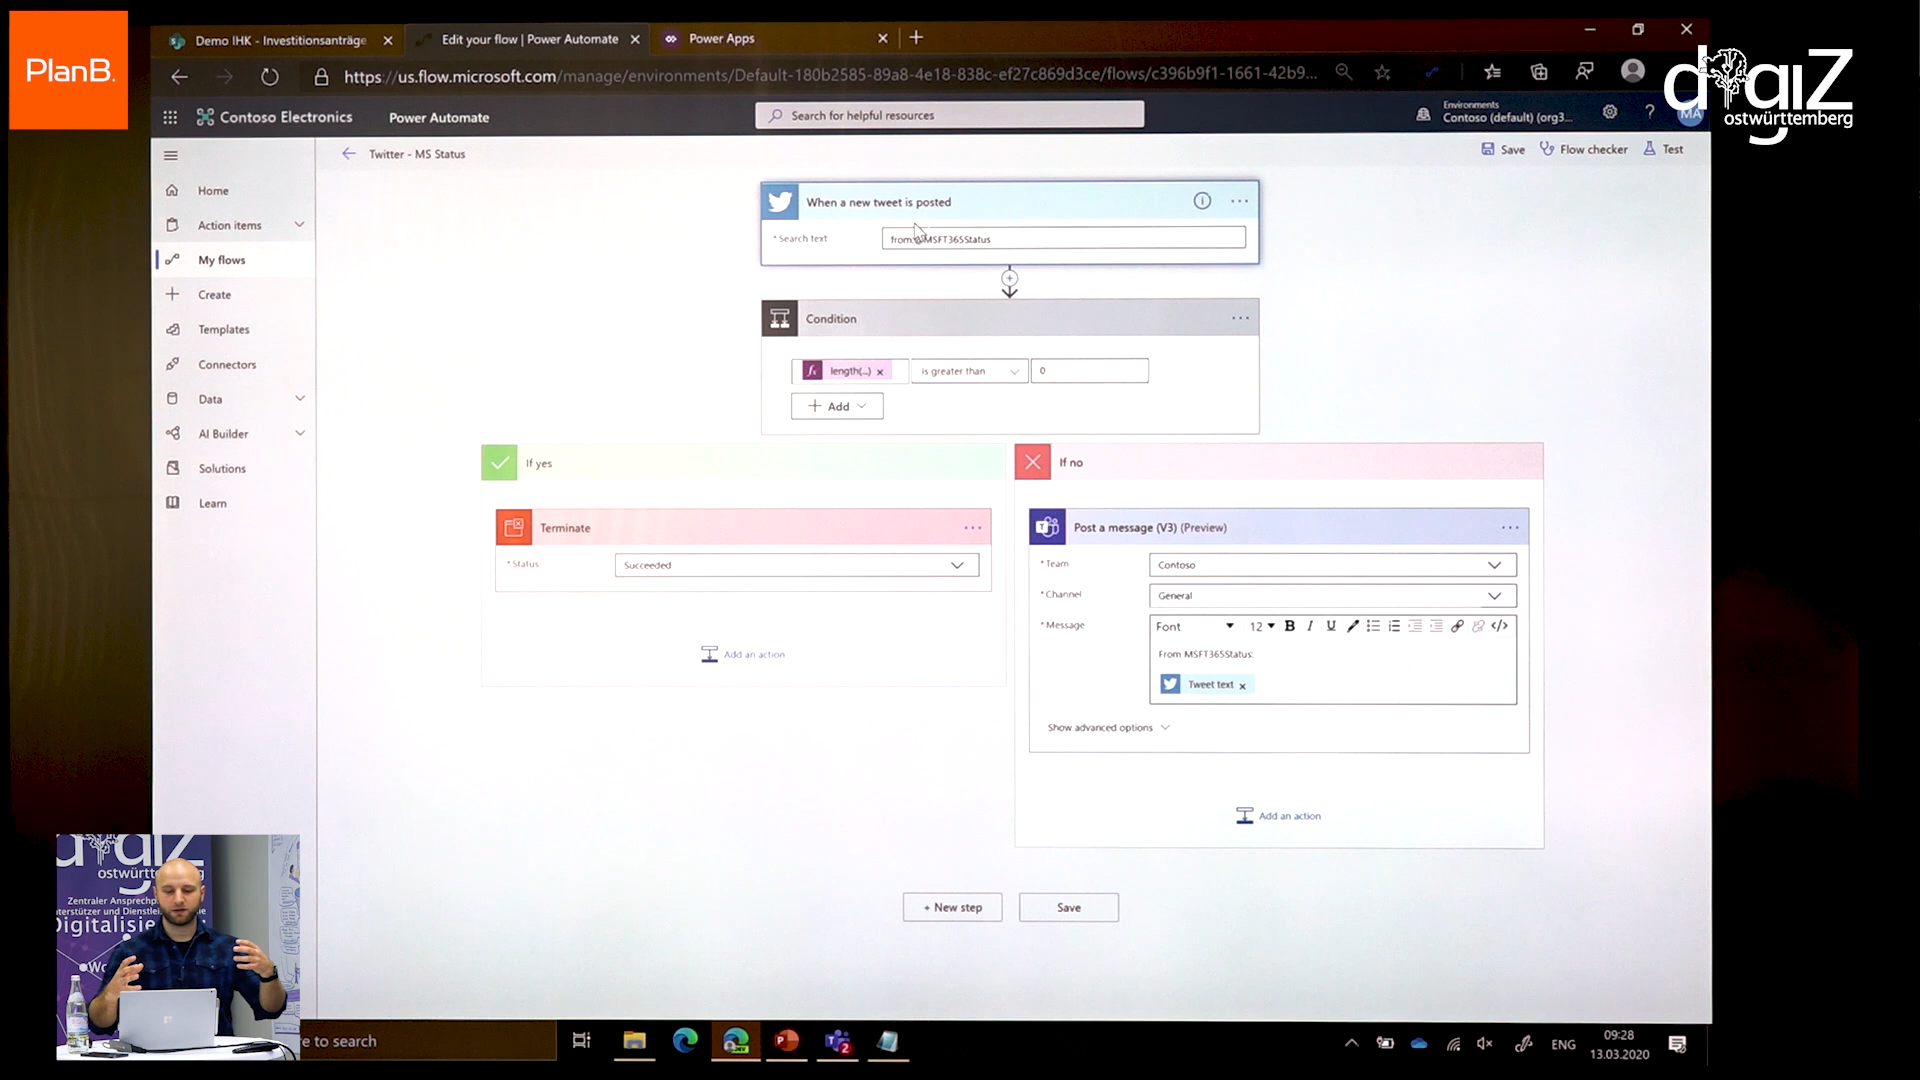 PlanB.
Demo IHK - Investitionsanträge
Edit your flow | Power Automate
Power Apps
https://us.flow.microsoft.com/manage/environments/Default-180b2585-89a8-4e18-838c-ef27c869d3ce/flows/c396b9f1-1661-42b9...
digiZ
ostwürttemberg
Contoso Electronics
Power Automate
Search for helpful resources
Environments
Contoso (default) (org3...
?
MA
Twitter - MS Status
Save
Flow checker
Test
Home
Action items
My flows
Create
Templates
Connectors
Data
AI Builder
Solutions
Learn
When a new tweet is posted
* Search text
MSFT365Status
Condition
fx length(...) x
is greater than
0
+ Add
If yes
Terminate
* Status
Succeeded
Add an action
If no
Post a message (V3) (Preview)
* Team
Contoso
* Channel
General
* Message
Font
12
B I U
</>
From MSFT365Status:
Tweet text x
Show advanced options
Add an action
+ New step
Save
digiZ
ostwürttemberg
e to search
ENG
09:28
13.03.2020